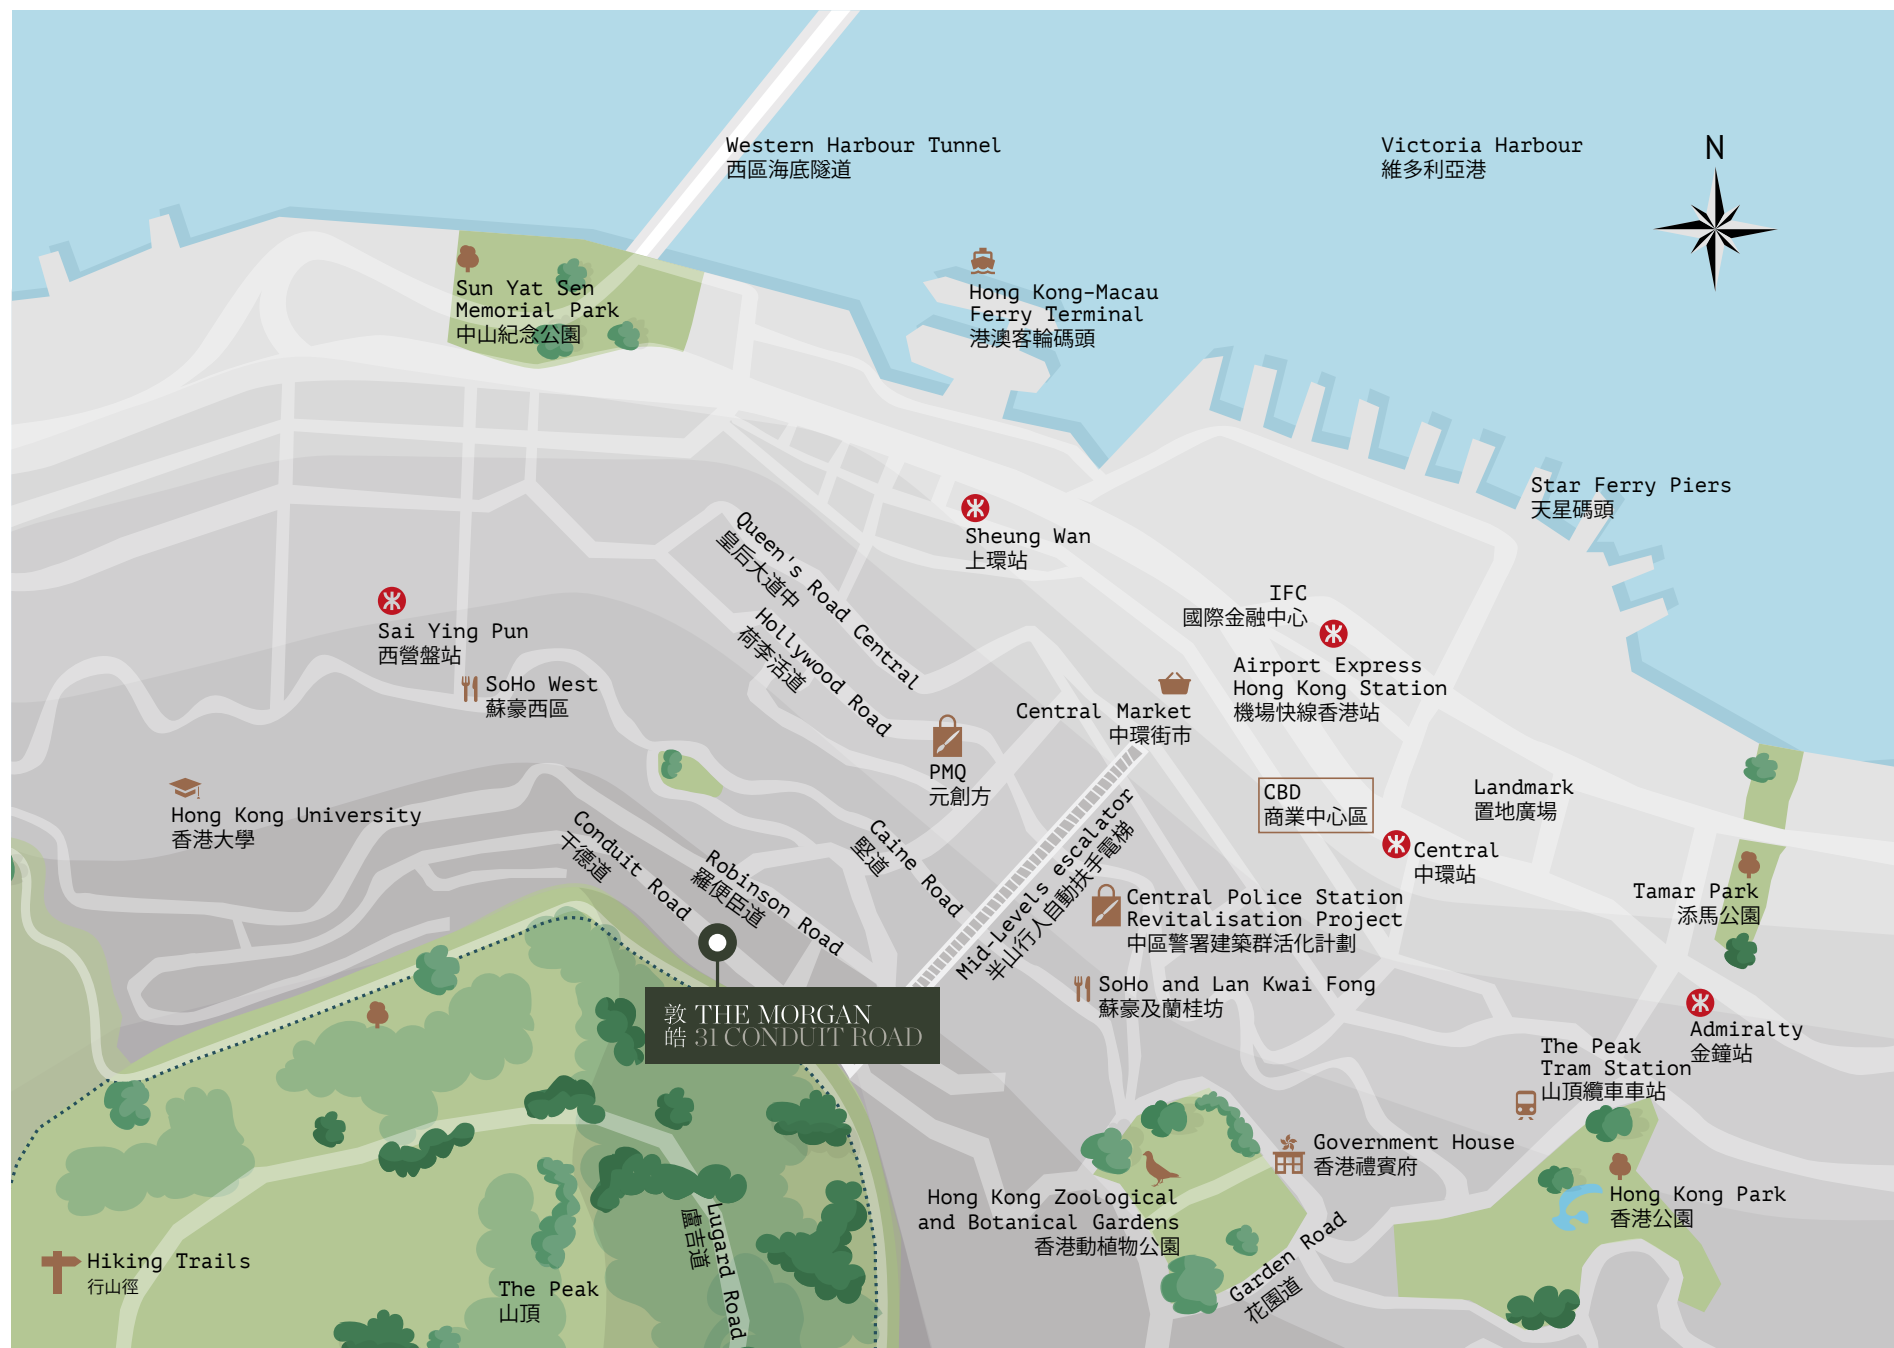 Western Harbour Tunnel
西區海底隧道
Victoria Harbour
維多利亞港
N
Sun Yat Sen
Memorial Park
中山紀念公園
Hong Kong-Macau
Ferry Terminal
港澳客輪碼頭
Star Ferry Piers
天星碼頭
Sheung Wan
上環站
Queen's Road Central
皇后大道中
Hollywood Road
荷李活道
IFC
國際金融中心
Airport Express
Hong Kong Station
機場快線香港站
Sai Ying Pun
西營盤站
SoHo West
蘇豪西區
Central Market
中環街市
PMQ
元創方
Hong Kong University
香港大學
CBD
商業中心區
Landmark
置地廣場
Central
中環站
Conduit Road
干德道
Robinson Road
羅便臣道
Caine Road
堅道
Mid-Levels escalator
半山行人自動扶手電梯
Central Police Station
Revitalisation Project
中區警署建築群活化計劃
Tamar Park
添馬公園
SoHo and Lan Kwai Fong
蘇豪及蘭桂坊
敦 THE MORGAN
皓 31 CONDUIT ROAD
Admiralty
金鐘站
The Peak
Tram Station
山頂纜車車站
Government House
香港禮賓府
Hong Kong Zoological
and Botanical Gardens
香港動植物公園
Hong Kong Park
香港公園
Garden Road
花園道
Lugard Road
盧吉道
Hiking Trails
行山徑
The Peak
山頂